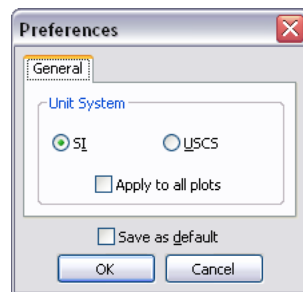 Preferences
General
Unit System
SI
USCS
Apply to all plots
Save as default
OK
Cancel